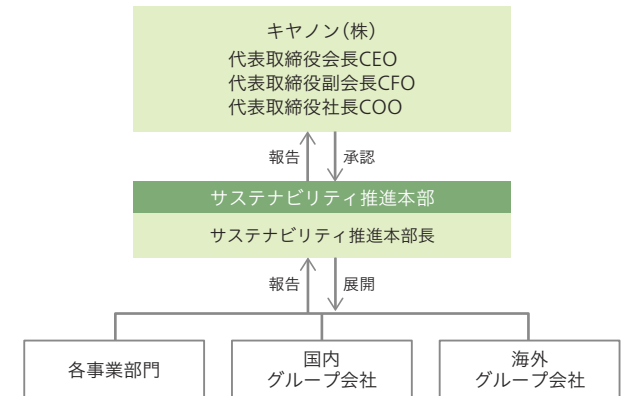 キヤノン(株)
代表取締役会長CEO
代表取締役副会長CFO
代表取締役社長COO
報告 承認
サステナビリティ推進本部
サステナビリティ推進本部長
報告 展開
各事業部門
国内
グループ会社
海外
グループ会社